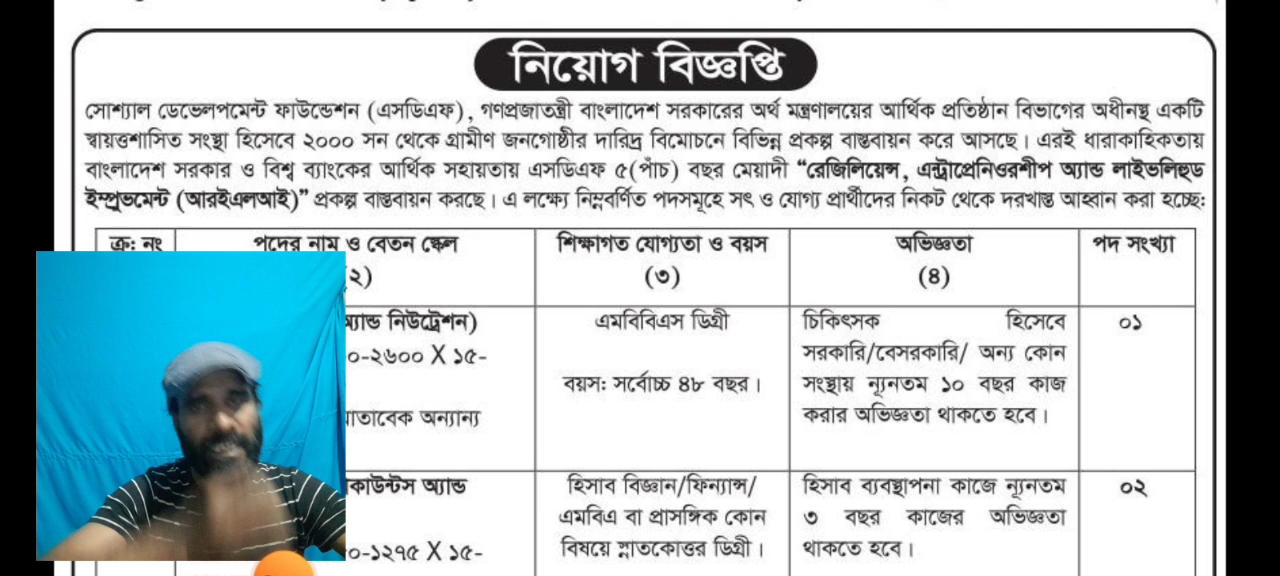 নিয়োগ বিজ্ঞপ্তি
সোশ্যাল ডেভেলপমেন্ট ফাউন্ডেশন (এসডিএফ), গণপ্রজাতন্ত্রী বাংলাদেশ সরকারের অর্থ মন্ত্রণালয়ের আর্থিক প্রতিষ্ঠান বিভাগের অধীনস্থ একটি
স্বায়ত্তশাসিত সংস্থা হিসেবে ২০০০ সন থেকে গ্রামীণ জনগোষ্ঠীর দারিদ্র বিমোচনে বিভিন্ন প্রকল্প বাস্তবায়ন করে আসছে। এরই ধারাকাহিকতায়
বাংলাদেশ সরকার ও বিশ্ব ব্যাংকের আর্থিক সহায়তায় এসডিএফ ৫(পাঁচ) বছর মেয়াদী “রেজিলিয়েন্স, এন্ট্রাপ্রেনিওরশীপ অ্যান্ড লাইভলিহুড
ইম্প্রুভমেন্ট (আরইএলআই)” প্রকল্প বাস্তবায়ন করছে। এ লক্ষ্যে নিম্নবর্ণিত পদসমূহে সৎ ও যোগ্য প্রার্থীদের নিকট থেকে দরখাস্ত আহ্বান করা হচ্ছে:
ক্র: নং পদের নাম ও বেতন স্কেল শিক্ষাগত যোগ্যতা ও বয়স অভিজ্ঞতা পদ সংখ্যা
২) (৩) (৪)
অ্যান্ড নিউট্রেশন) এমবিবিএস ডিগ্রী চিকিৎসক হিসেবে ০১
০-২৬০০ X ১৫- সরকারি/বেসরকারি/ অন্য কোন
বয়স: সর্বোচ্চ ৪৮ বছর। সংস্থায় ন্যূনতম ১০ বছর কাজ
মোতাবেক অন্যান্য করার অভিজ্ঞতা থাকতে হবে।
কাউন্টস অ্যান্ড হিসাব বিজ্ঞান/ফিন্যান্স/ হিসাব ব্যবস্থাপনা কাজে ন্যূনতম ০২
এমবিএ বা প্রাসঙ্গিক কোন ৩ বছর কাজের অভিজ্ঞতা
০-১২৭৫ X ১৫- বিষয়ে স্নাতকোত্তর ডিগ্রী। থাকতে হবে।